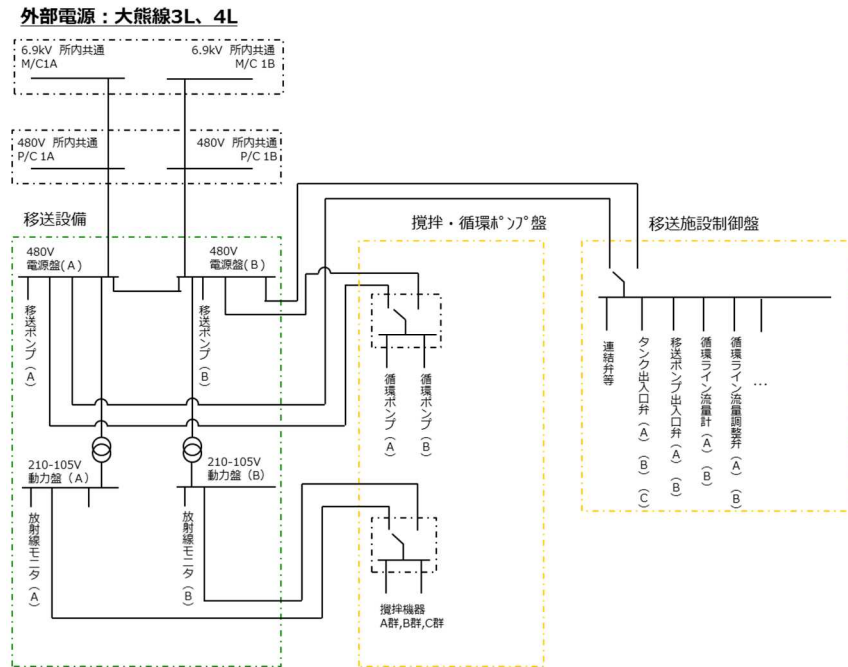 外部電源：大熊線3L、4L
6.9kV 所内共通
M/C1A
6.9kV 所内共通
M/C 1B
480V 所内共通
P/C 1A
480V 所内共通
P/C 1B
移送設備
攪拌・循環ﾎﾟﾝﾌﾟ盤
移送施設制御盤
480V
電源盤(A)
480V
電源盤(B)
移送ポンプ（A）
移送ポンプ（B）
循環ポンプ（A）
循環ポンプ（B）
連結弁等
タンク出入口弁（A）（B）（C）
移送ポンプ出入口弁（A）（B）
循環ライン流量計（A）（B）
循環ライン流量調整弁（A）（B）
…
210-105V
動力盤（A）
210-105V
動力盤（B）
放射線モニタ（A）
放射線モニタ（B）
攪拌機器
A群,B群,C群